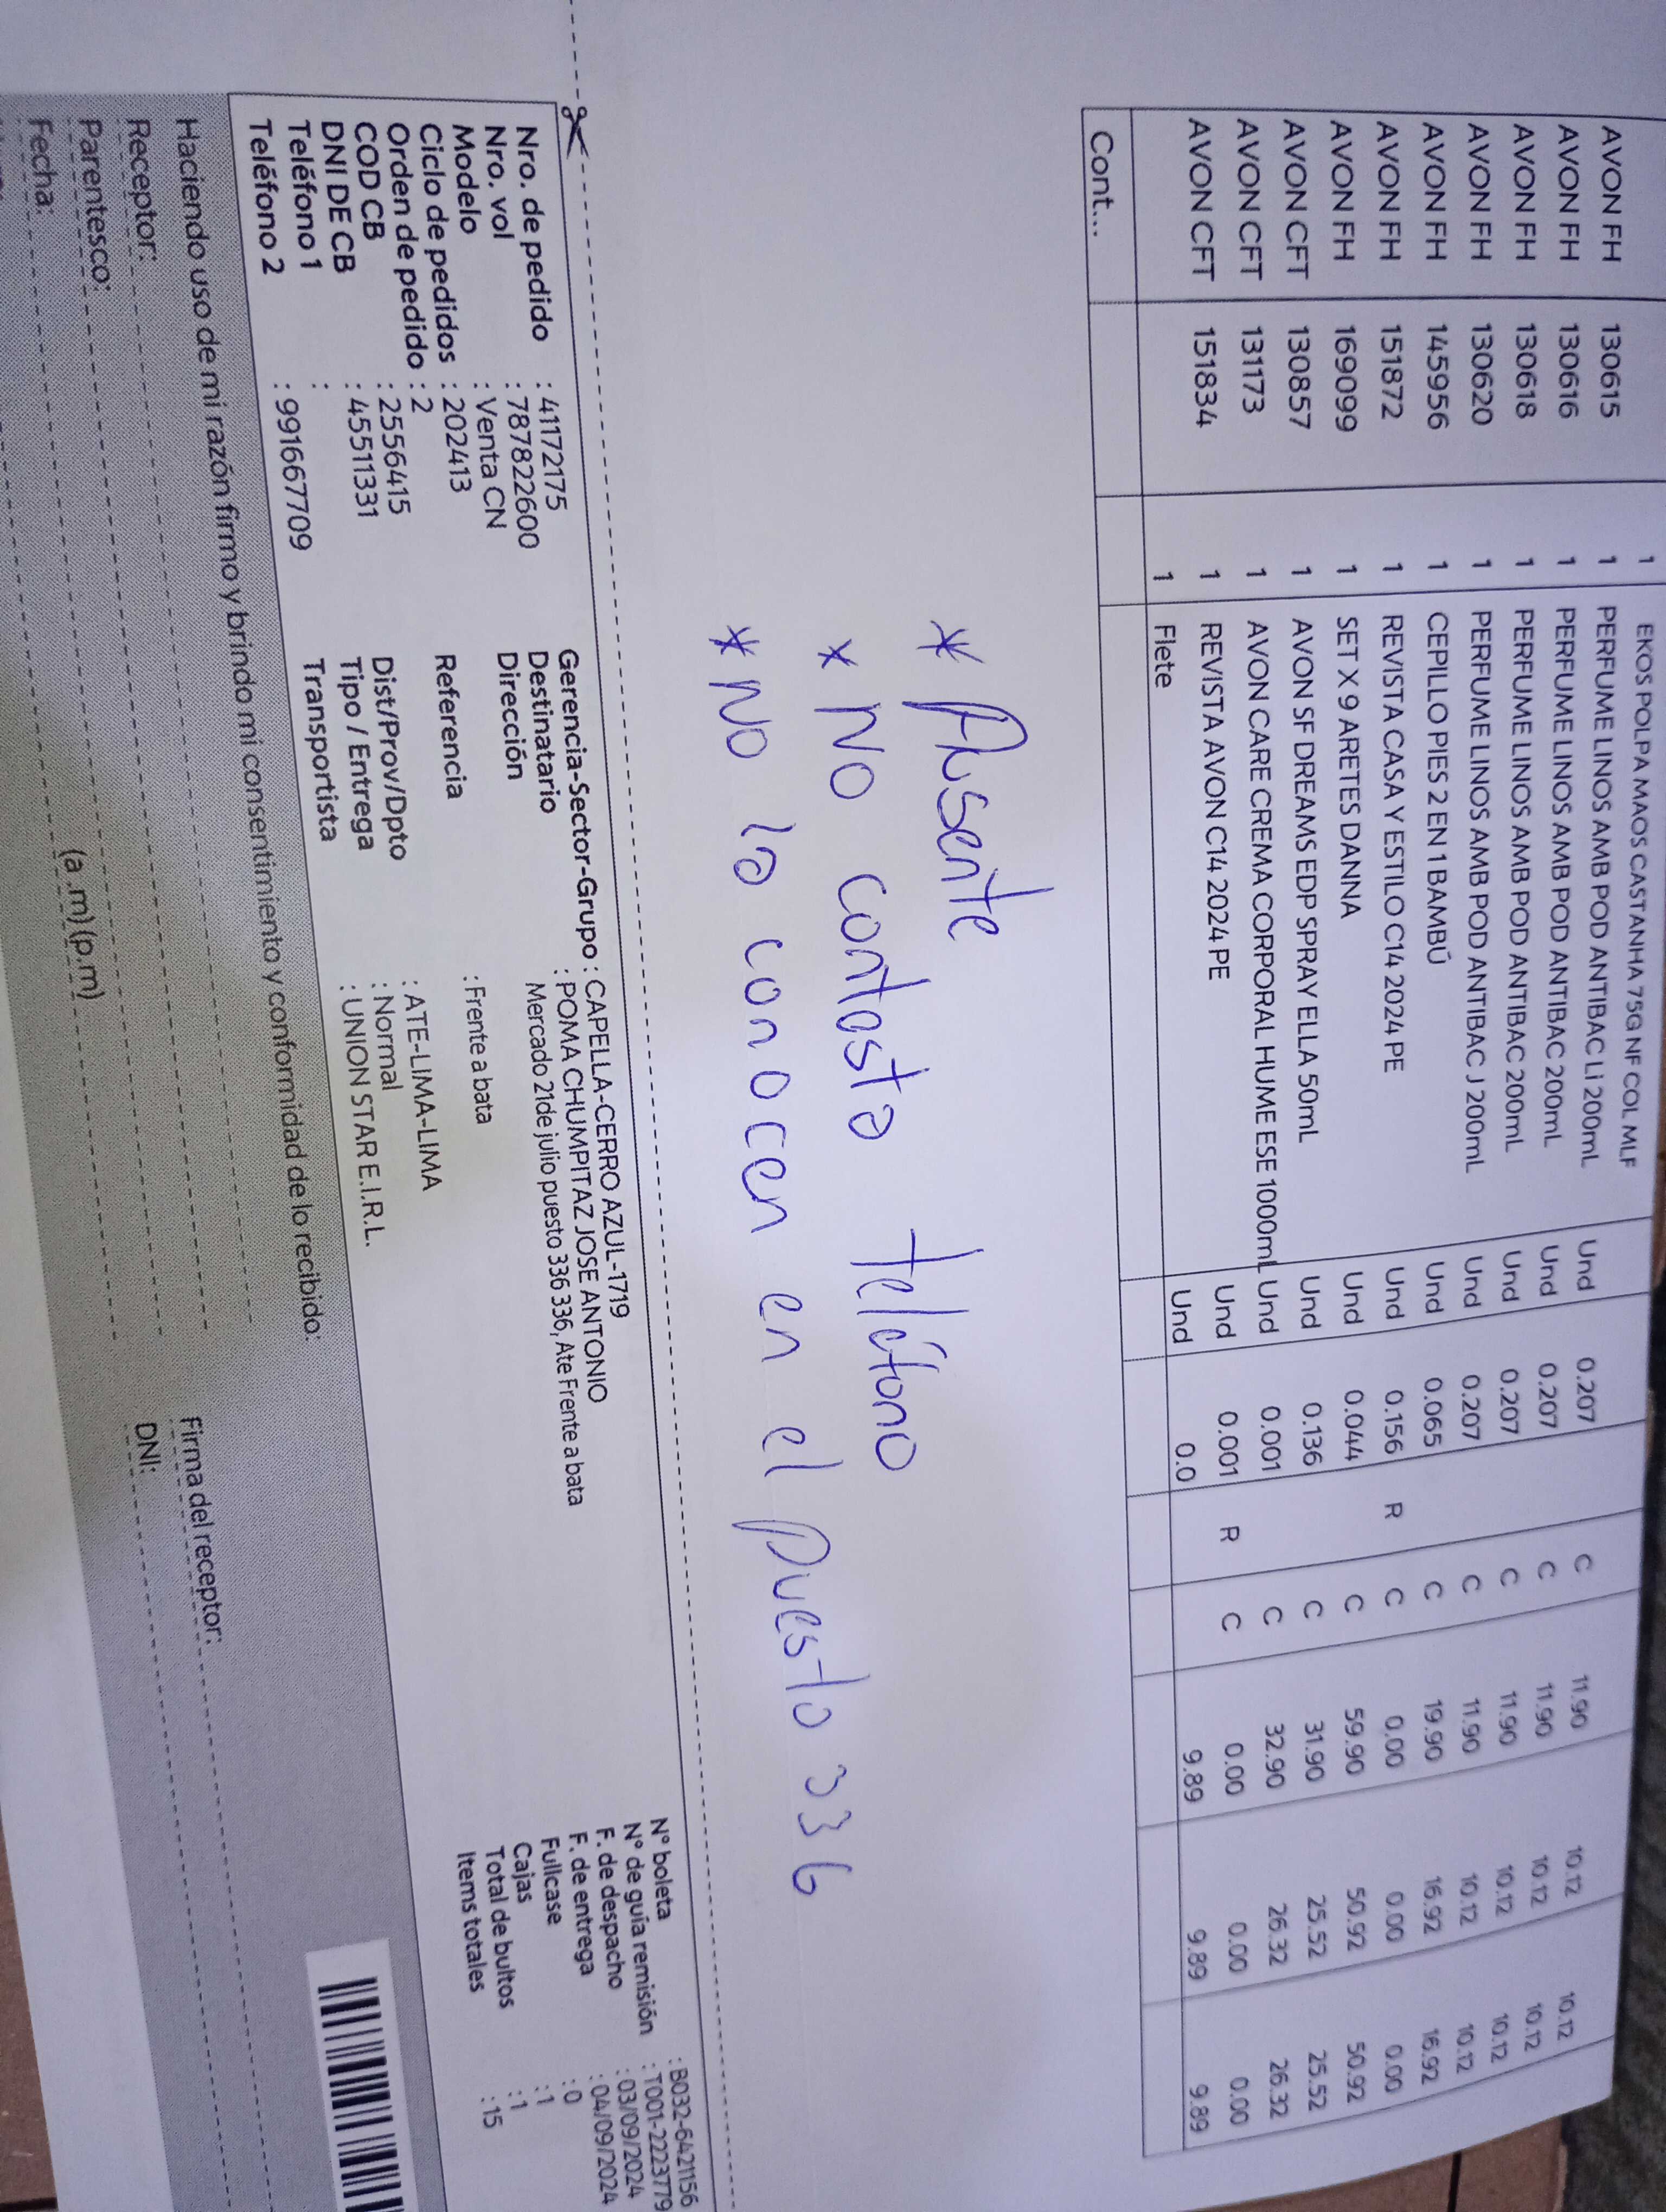 1 EKOS POLPA MAOS CASTANHA 75G NF COL MLF
AVON FH 130615 1 PERFUME LINOS AMB POD ANTIBAC LI 200mL Und 0.207 C 11.90 10.12 10.12
AVON FH 130616 1 PERFUME LINOS AMB POD ANTIBAC 200mL Und 0.207 C 11.90 10.12 10.12
AVON FH 130618 1 PERFUME LINOS AMB POD ANTIBAC 200mL Und 0.207 C 11.90 10.12 10.12
AVON FH 130620 1 PERFUME LINOS AMB POD ANTIBAC J 200mL Und 0.207 C 11.90 10.12 10.12
AVON FH 145956 1 CEPILLO PIES 2 EN 1 BAMBÚ Und 0.065 C 19.90 16.92 16.92
AVON FH 151872 1 REVISTA CASA Y ESTILO C14 2024 PE Und 0.156 R C 0.00 0.00 0.00
AVON FH 169099 1 SET X 9 ARETES DANNA Und 0.044 C 59.90 50.92 50.92
AVON CFT 130857 1 AVON SF DREAMS EDP SPRAY ELLA 50mL Und 0.136 C 31.90 25.52 25.52
AVON CFT 131173 1 AVON CARE CREMA CORPORAL HUME ESE 1000mL Und 0.001 C 32.90 26.32 26.32
AVON CFT 151834 1 REVISTA AVON C14 2024 PE Und 0.001 R C 0.00 0.00 0.00
1 Flete Und 0.0 9.89 9.89 9.89
Cont...
* Ausente
* No contesta teléfono
* No lo conocen en el puesto 336
Nro. de pedido : 41172175
Nro. vol : 787822600
Modelo : Venta CN
Ciclo de pedidos : 202413
Orden de pedido : 2
COD CB : 2556415
DNI DE CB : 45511331
Teléfono 1 :
Teléfono 2 : 991667709
Gerencia-Sector-Grupo : CAPELLA-CERRO AZUL-1719
Destinatario : POMA CHUMPITAZ JOSE ANTONIO
Dirección : Mercado 21de julio puesto 336 336, Ate Frente a bata
Referencia : Frente a bata
Dist/Prov/Dpto : ATE-LIMA-LIMA
Tipo / Entrega : Normal
Transportista : UNION STAR E.I.R.L.
N° boleta : B032-6421156
N° de guía remisión : T001-2223779
F. de despacho : 03/09/2024
F. de entrega : 04/09/2024
Fullcase : 0
Cajas : 1
Total de bultos : 1
Items totales : 15
Haciendo uso de mi razón firmo y brindo mi consentimiento y conformidad de lo recibido:
Receptor: Firma del receptor:
Parentesco: DNI:
Fecha: (a .m) (p.m)